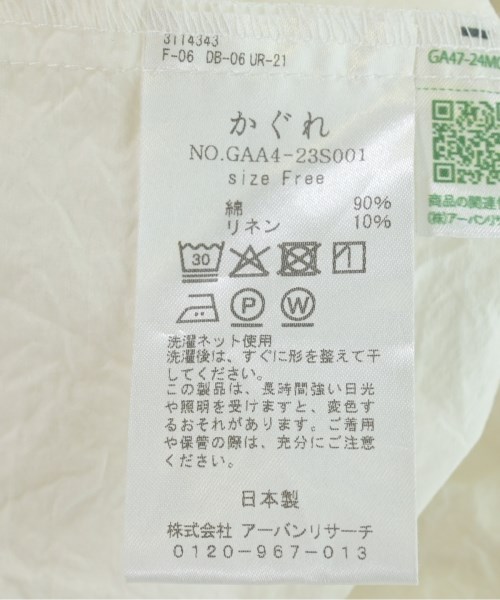 3114343
F-06 DB-06 UR-21
かぐれ
NO.GAA4-23S001
size Free
綿 90%
リネン 10%
30
P
W
洗濯ネット使用
洗濯後は、すぐに形を整えて干
してください。
この製品は、長時間強い日光
や照明を受けますと、変色す
るおそれがあります。ご着用
や保管の際は、充分にご注意
ください。
日本製
株式会社 アーバンリサーチ
0120-967-013
GA47-24M0
商品の関連
(株)アーバンリサ